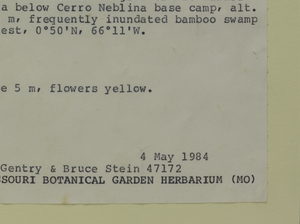 a below Cerro Neblina base camp, alt.
m, frequently inundated bamboo swamp
est, 0°50'N, 66°11'W.
e 5 m, flowers yellow.
4 May 1984
Gentry & Bruce Stein 47172
SSOURI BOTANICAL GARDEN HERBARIUM (MO)